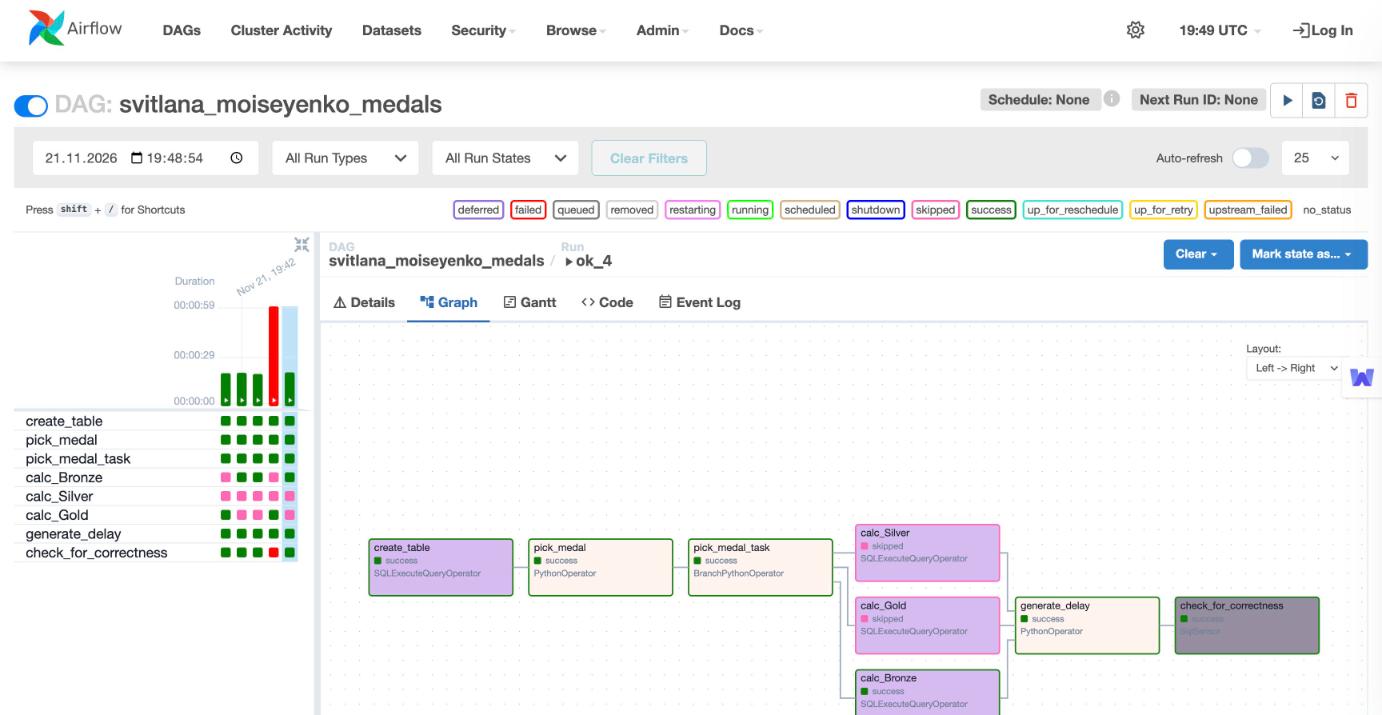 Airflow DAGs Cluster Activity Datasets Security Browse Admin Docs 19:49 UTC Log In
DAG: svitlana_moiseyenko_medals Schedule: None Next Run ID: None
21.11.2026 19:48:54 All Run Types All Run States Clear Filters Auto-refresh 25
Press shift + / for Shortcuts deferred failed queued removed restarting running scheduled shutdown skipped success up_for_reschedule up_for_retry upstream_failed no_status
Nov 21, 19:42
Duration
00:00:59
00:00:29
00:00:00
create_table
pick_medal
pick_medal_task
calc_Bronze
calc_Silver
calc_Gold
generate_delay
check_for_correctness
DAG
svitlana_moiseyenko_medals /
Run
ok_4
Clear Mark state as...
Details Graph Gantt Code Event Log
Layout:
Left -> Right
create_table
success
SQLExecuteQueryOperator
pick_medal
success
PythonOperator
pick_medal_task
success
BranchPythonOperator
calc_Silver
skipped
SQLExecuteQueryOperator
calc_Gold
skipped
SQLExecuteQueryOperator
calc_Bronze
success
SQLExecuteQueryOperator
generate_delay
success
PythonOperator
check_for_correctness
success
SqlSensor